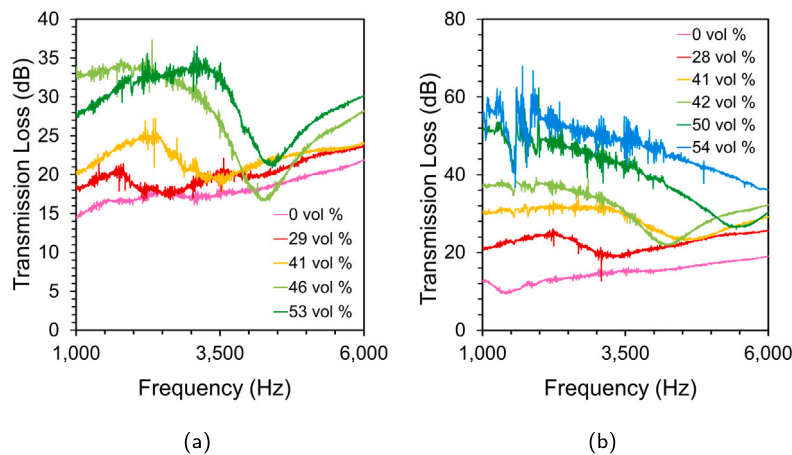 40
35
30
25
20
15
10
5
0
Transmission Loss (dB)
0 vol %
29 vol %
41 vol %
46 vol %
53 vol %
1,000
3,500
6,000
Frequency (Hz)
(a)
80
60
40
20
0
Transmission Loss (dB)
0 vol %
28 vol %
41 vol %
42 vol %
50 vol %
54 vol %
1,000
3,500
6,000
Frequency (Hz)
(b)